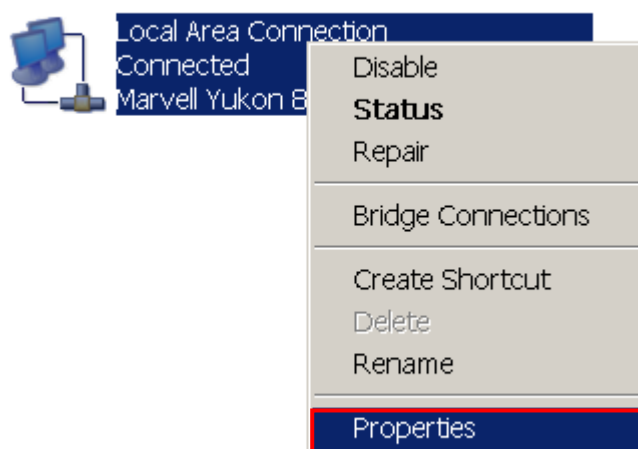 Local Area Connection
Connected
Marvell Yukon 8
Disable
Status
Repair
Bridge Connections
Create Shortcut
Delete
Rename
Properties